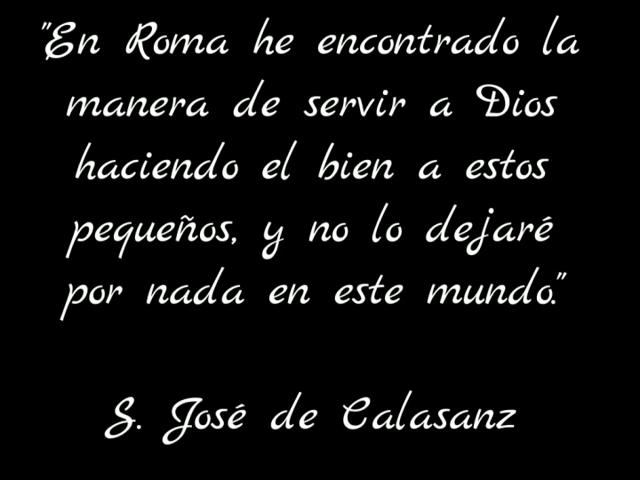 "En Roma he encontrado la
manera de servir a Dios
haciendo el bien a estos
pequeños, y no lo dejaré
por nada en este mundo."
S. José de Calasanz